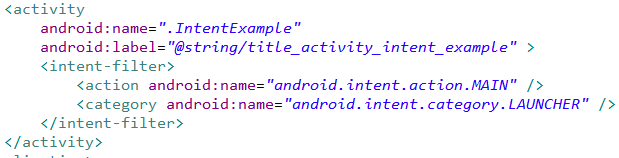 <activity
    android:name=".IntentExample"
    android:label="@string/title_activity_intent_example" >
    <intent-filter>
        <action android:name="android.intent.action.MAIN" />
        <category android:name="android.intent.category.LAUNCHER" />
    </intent-filter>
</activity>